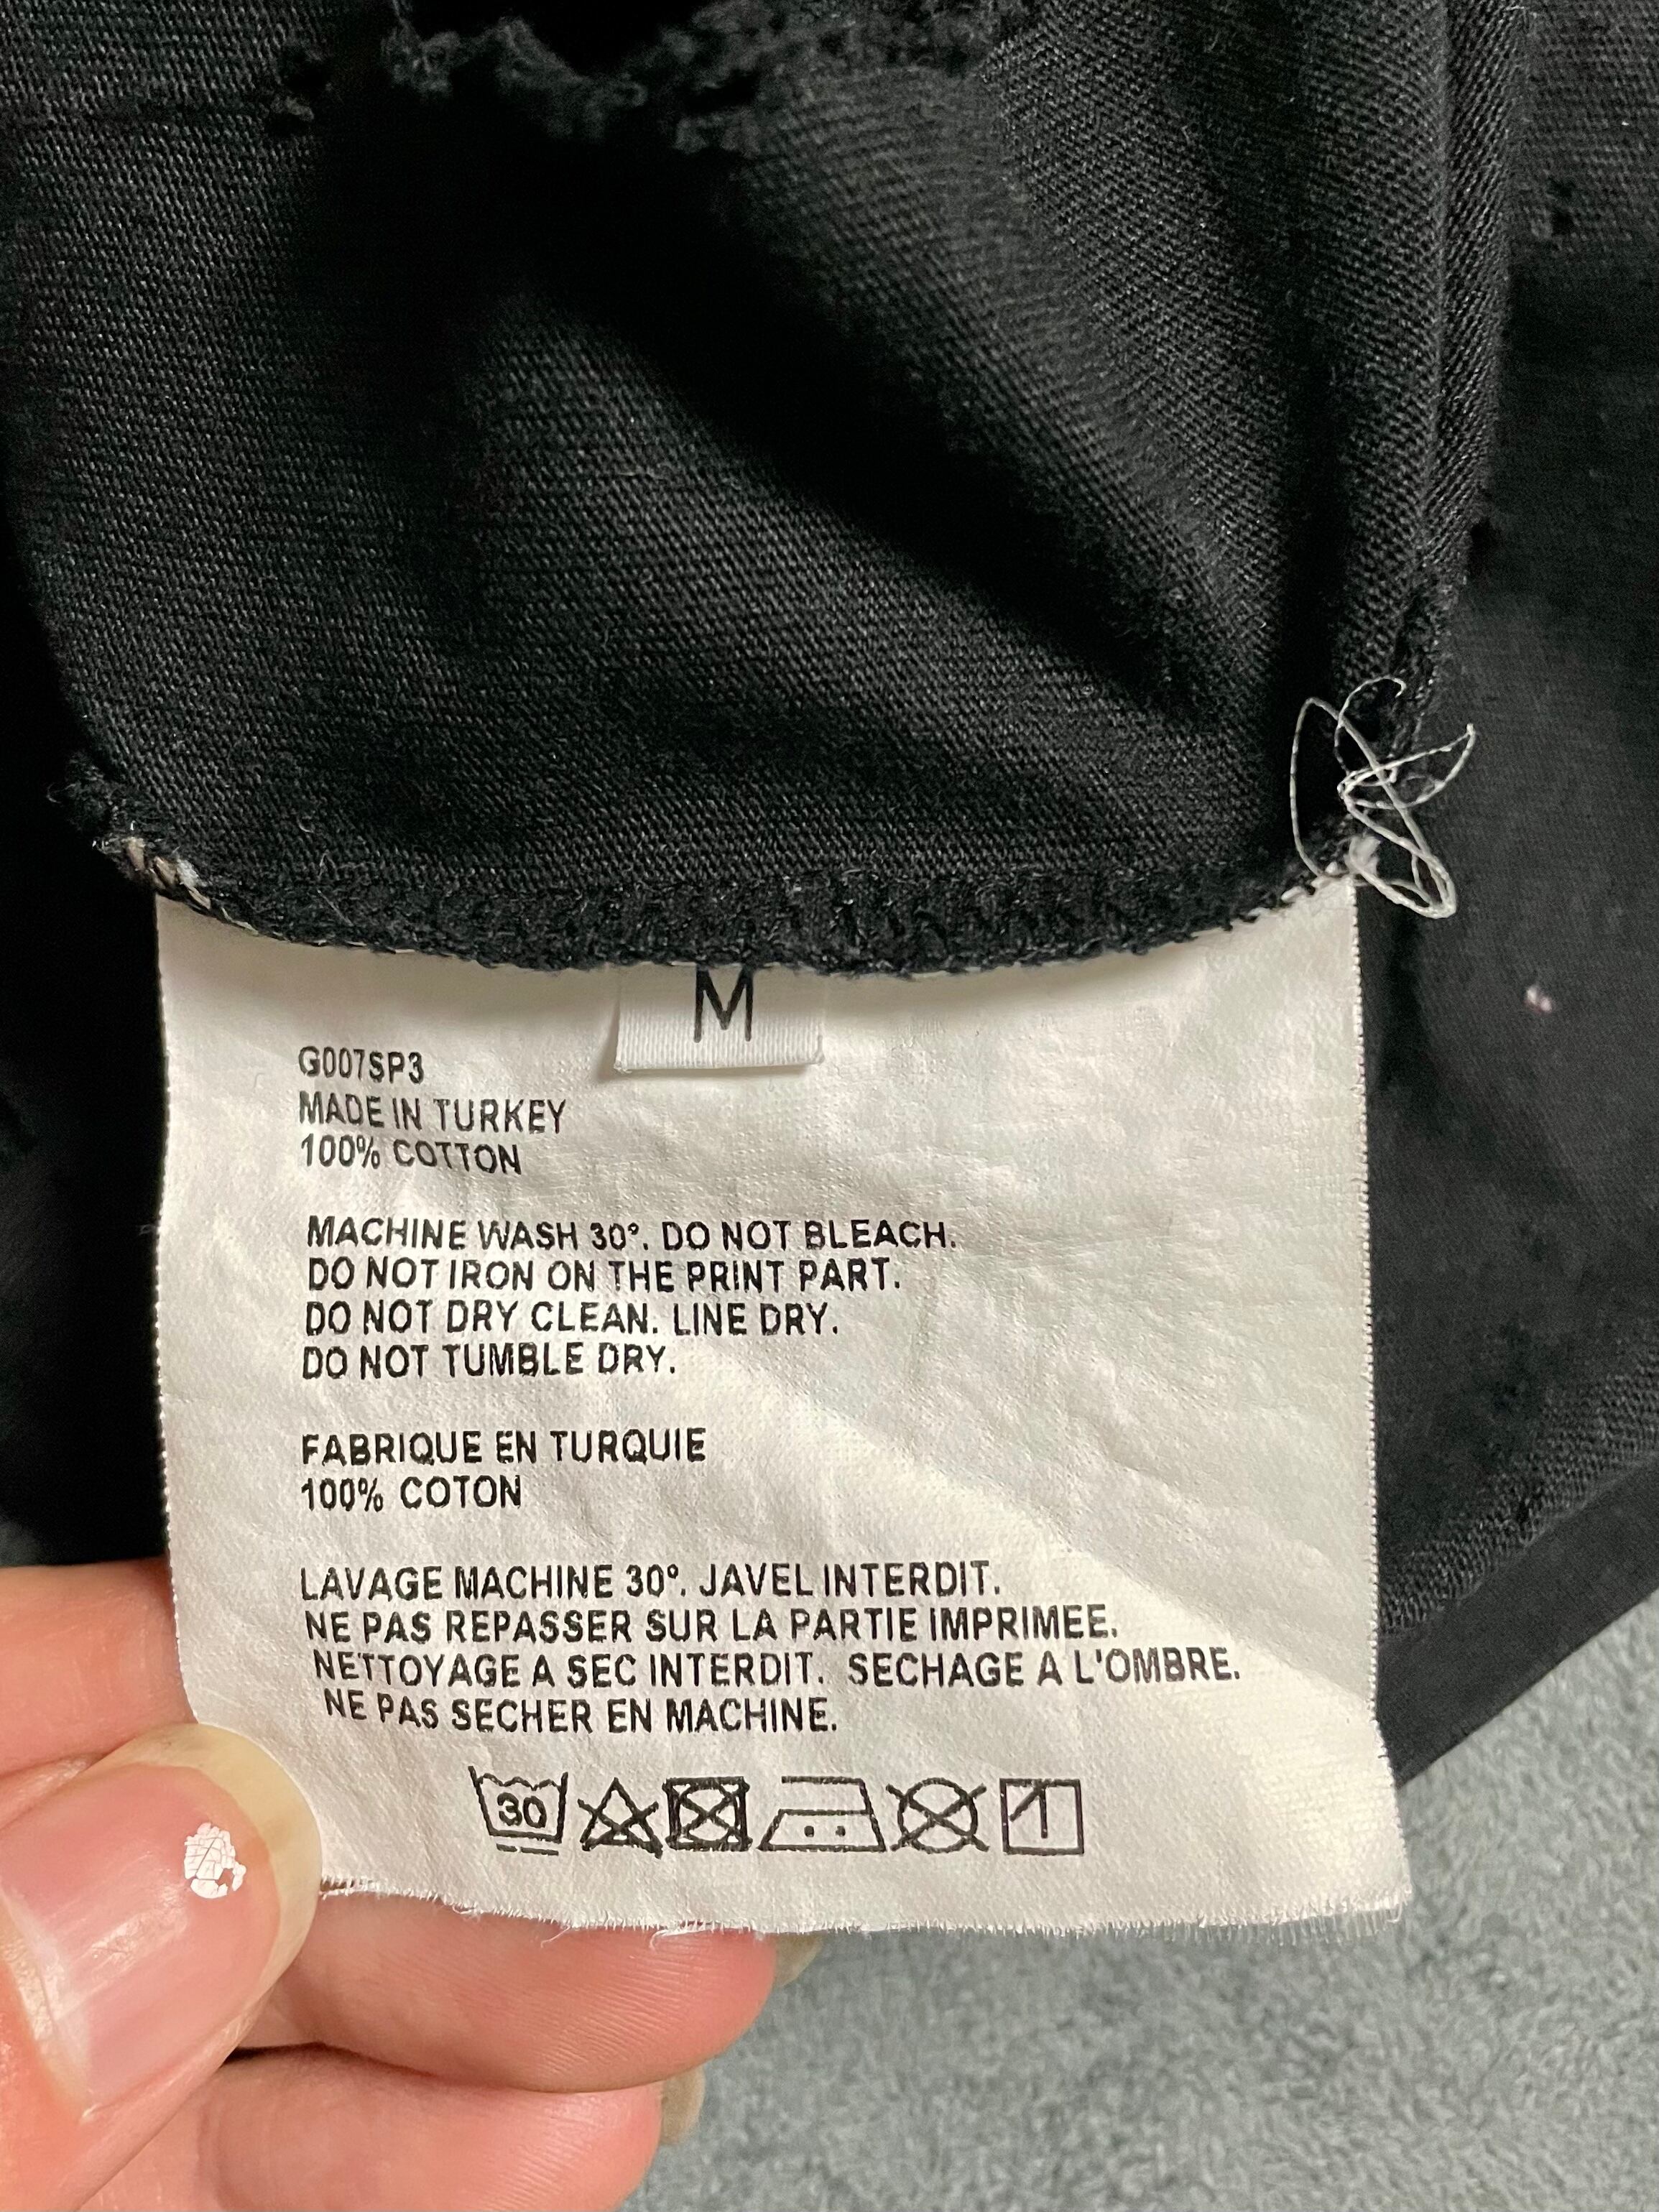 M
G007SP3
MADE IN TURKEY
100% COTTON
MACHINE WASH 30°. DO NOT BLEACH.
DO NOT IRON ON THE PRINT PART.
DO NOT DRY CLEAN. LINE DRY.
DO NOT TUMBLE DRY.
FABRIQUE EN TURQUIE
100% COTON
LAVAGE MACHINE 30°. JAVEL INTERDIT.
NE PAS REPASSER SUR LA PARTIE IMPRIMEE.
NETTOYAGE A SEC INTERDIT. SECHAGE A L'OMBRE.
NE PAS SECHER EN MACHINE.
30